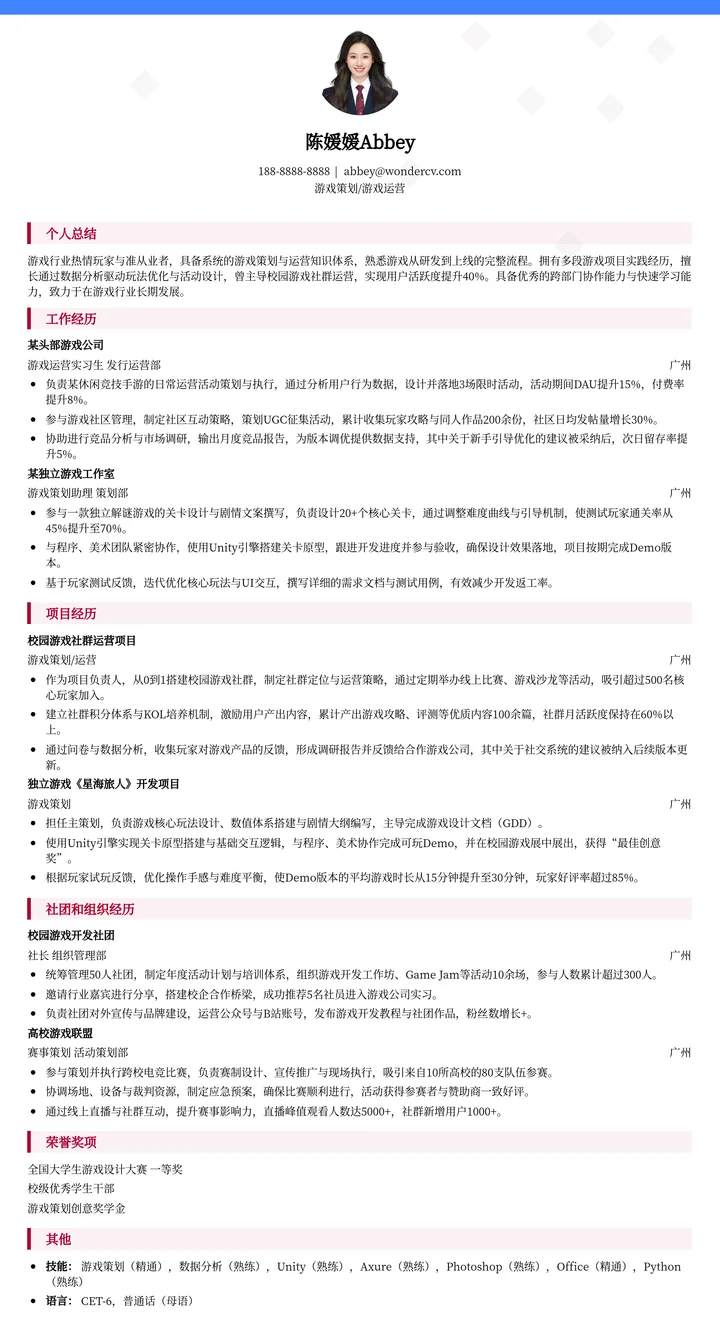 陈媛媛Abbey
188-8888-8888 | abbey@wondercv.com
游戏策划/游戏运营
个人总结
游戏行业热情玩家与准从业者，具备系统的游戏策划与运营知识体系，熟悉游戏从研发到上线的完整流程。拥有多段游戏项目实践经历，擅
长通过数据分析驱动玩法优化与活动设计，曾主导校园游戏社群运营，实现用户活跃度提升40%。具备优秀的跨部门协作能力与快速学习能
力，致力于在游戏行业长期发展。
工作经历
某头部游戏公司
游戏运营实习生 发行运营部 广州
• 负责某休闲竞技手游的日常运营活动策划与执行，通过分析用户行为数据，设计并落地3场限时活动，活动期间DAU提升15%，付费率
提升8%。
• 参与游戏社区管理，制定社区互动策略，策划UGC征集活动，累计收集玩家攻略与同人作品200余份，社区日均发帖量增长30%。
• 协助进行竞品分析与市场调研，输出月度竞品报告，为版本调优提供数据支持，其中关于新手引导优化的建议被采纳后，次日留存率提
升5%。
某独立游戏工作室
游戏策划助理 策划部 广州
• 参与一款独立解谜游戏的关卡设计与剧情文案撰写，负责设计20+个核心关卡，通过调整难度曲线与引导机制，使测试玩家通关率从
45%提升至70%。
• 与程序、美术团队紧密协作，使用Unity引擎搭建关卡原型，跟进开发进度并参与验收，确保设计效果落地，项目按期完成Demo版
本。
• 基于玩家测试反馈，迭代优化核心玩法与UI交互，撰写详细的需求文档与测试用例，有效减少开发返工率。
项目经历
校园游戏社群运营项目
游戏策划/运营 广州
• 作为项目负责人，从0到1搭建校园游戏社群，制定社群定位与运营策略，通过定期举办线上比赛、游戏沙龙等活动，吸引超过500名核
心玩家加入。
• 建立社群积分体系与KOL培养机制，激励用户产出内容，累计产出游戏攻略、评测等优质内容100余篇，社群月活跃度保持在60%以
上。
• 通过问卷与数据分析，收集玩家对游戏产品的反馈，形成调研报告并反馈给合作游戏公司，其中关于社交系统的建议被纳入后续版本更
新。
独立游戏《星海旅人》开发项目
游戏策划 广州
• 担任主策划，负责游戏核心玩法设计、数值体系搭建与剧情大纲编写，主导完成游戏设计文档（GDD）。
• 使用Unity引擎实现关卡原型搭建与基础交互逻辑，与程序、美术协作完成可玩Demo，并在校园游戏展中展出，获得“最佳创意
奖”。
• 根据玩家试玩反馈，优化操作手感与难度平衡，使Demo版本的平均游戏时长从15分钟提升至30分钟，玩家好评率超过85%。
社团和组织经历
校园游戏开发社团
社长 组织管理部 广州
• 统筹管理50人社团，制定年度活动计划与培训体系，组织游戏开发工作坊、Game Jam等活动10余场，参与人数累计超过300人。
• 邀请行业嘉宾进行分享，搭建校企合作桥梁，成功推荐5名社员进入游戏公司实习。
• 负责社团对外宣传与品牌建设，运营公众号与B站账号，发布游戏开发教程与社团作品，粉丝数增长+。
高校游戏联盟
赛事策划 活动策划部 广州
• 参与策划并执行跨校电竞比赛，负责赛制设计、宣传推广与现场执行，吸引来自10所高校的80支队伍参赛。
• 协调场地、设备与裁判资源，制定应急预案，确保比赛顺利进行，活动获得参赛者与赞助商一致好评。
• 通过线上直播与社群互动，提升赛事影响力，直播峰值观看人数达5000+，社群新增用户1000+。
荣誉奖项
全国大学生游戏设计大赛 一等奖
校级优秀学生干部
游戏策划创意奖学金
其他
• 技能： 游戏策划（精通），数据分析（熟练），Unity（熟练），Axure（熟练），Photoshop（熟练），Office（精通），Python
（熟练）
• 语言： CET-6，普通话（母语）